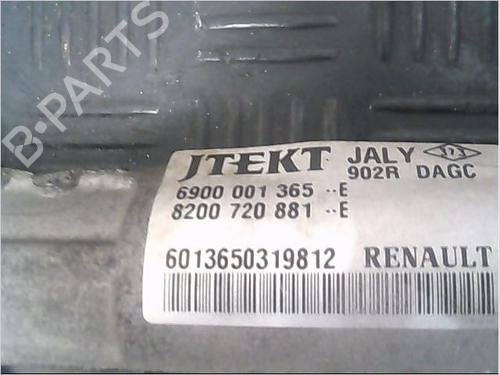 B-PARTS
JTEKT JALY
902R DAGC
6900 001 365 --E
8200 720 881 --E
6013650319812 RENAULT